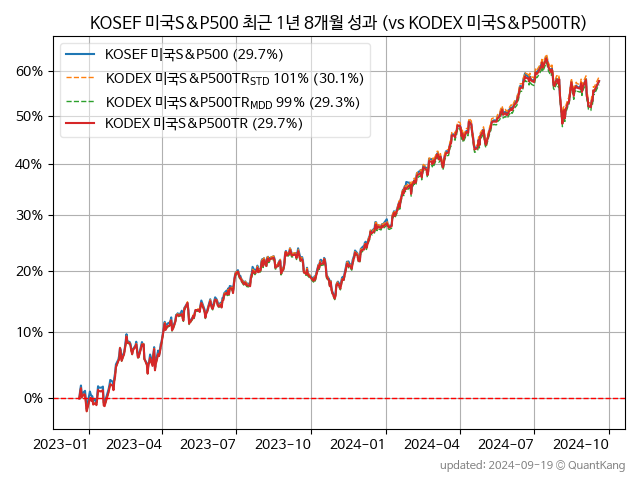 KOSEF 미국S&P500 최근 1년 8개월 성과 (vs KODEX 미국S&P500TR)
KOSEF 미국S&P500 (29.7%)
KODEX 미국S&P500TR_STD 101% (30.1%)
KODEX 미국S&P500TR_MDD 99% (29.3%)
KODEX 미국S&P500TR (29.7%)
60%
50%
40%
30%
20%
10%
0%
2023-01 2023-04 2023-07 2023-10 2024-01 2024-04 2024-07 2024-10
updated: 2024-09-19 © QuantKang